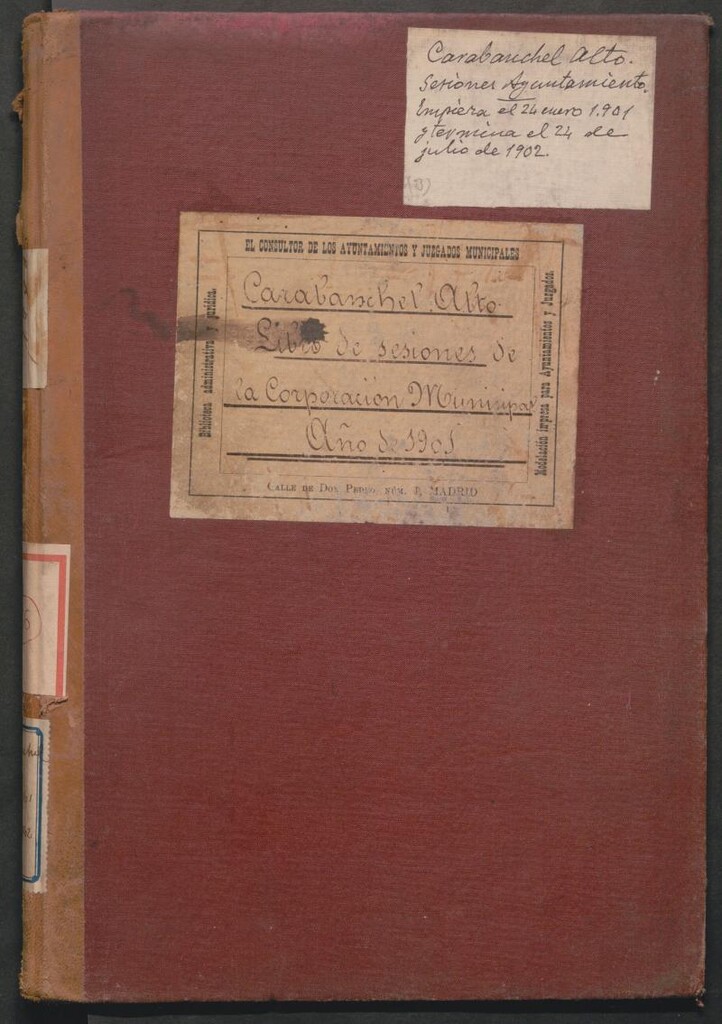 Carabanchel Alto.
Sesiones Ayuntamiento.
Empieza el 24 enero 1.901
y termina el 24 de
julio de 1902.
EL CONSULTOR DE LOS AYUNTAMIENTOS Y JUZGADOS MUNICIPALES
Biblioteca administrativa y jurídica.
Carabanchel Alto
Libro de sesiones de
la Corporación Municipal
Año de 1901
Modelación impresa para Ayuntamientos y Juzgados.
CALLE DE DON PEDRO, NÚM. 1, MADRID